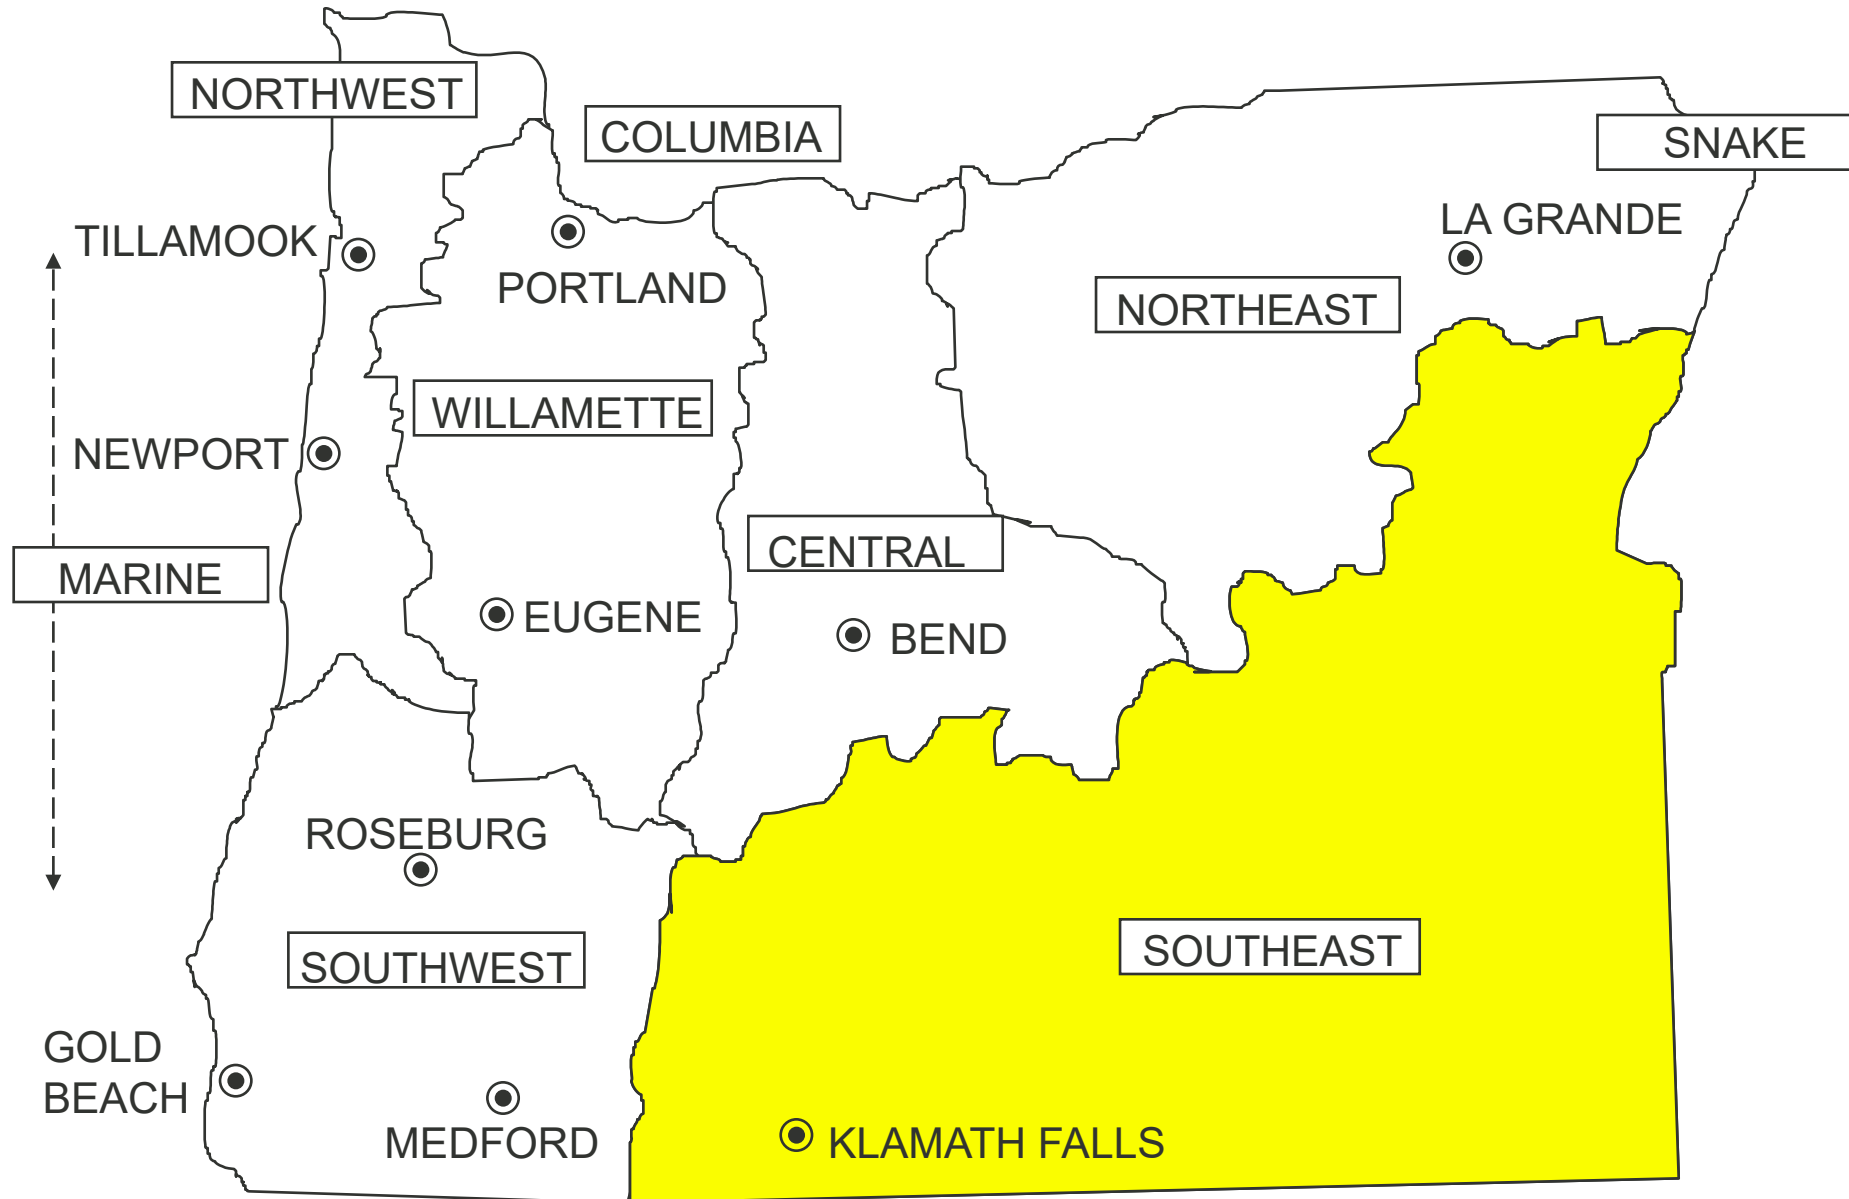 NORTHWEST
COLUMBIA
SNAKE
TILLAMOOK
LA GRANDE
PORTLAND
NORTHEAST
WILLAMETTE
NEWPORT
CENTRAL
MARINE
EUGENE
BEND
ROSEBURG
SOUTHWEST
SOUTHEAST
GOLD
BEACH
MEDFORD
KLAMATH FALLS